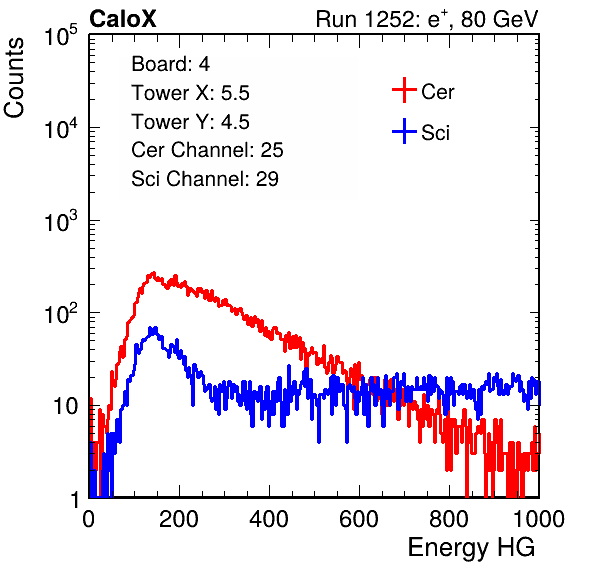 CaloX Run 1252: e+, 80 GeV
Counts
Board: 4
Tower X: 5.5
Tower Y: 4.5
Cer Channel: 25
Sci Channel: 29
Cer
Sci
10^5
10^4
10^3
10^2
10
1
0 200 400 600 800 1000
Energy HG